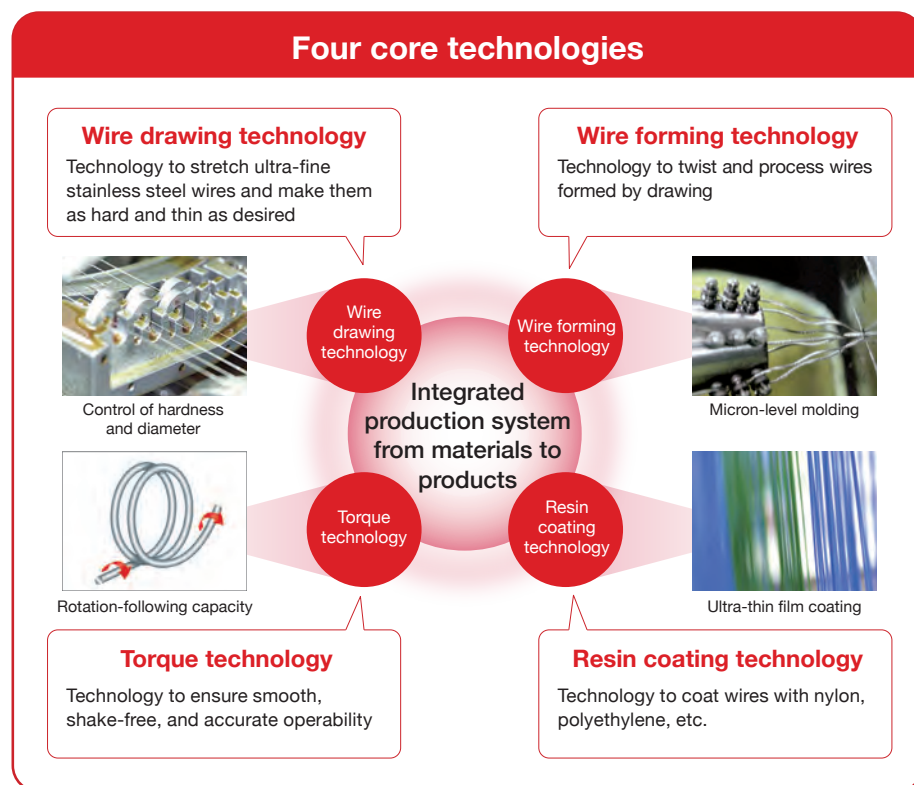 Four core technologies
Wire drawing technology
Technology to stretch ultra-fine
stainless steel wires and make them
as hard and thin as desired
Wire forming technology
Technology to twist and process wires
formed by drawing
Wire
drawing
technology
Wire forming
technology
Control of hardness
and diameter
Micron-level molding
Integrated
production system
from materials to
products
Torque
technology
Resin
coating
technology
Rotation-following capacity
Ultra-thin film coating
Torque technology
Technology to ensure smooth,
shake-free, and accurate operability
Resin coating technology
Technology to coat wires with nylon,
polyethylene, etc.